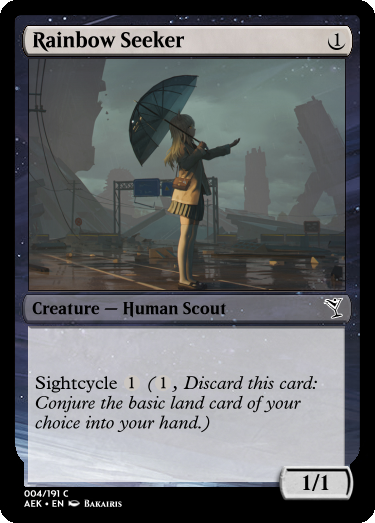 Rainbow Seeker 1
Creature — Human Scout
Sightcycle 1 (1, Discard this card:
Conjure the basic land card of your
choice into your hand.)
1/1
004/191 C
AEK • EN Bakairis